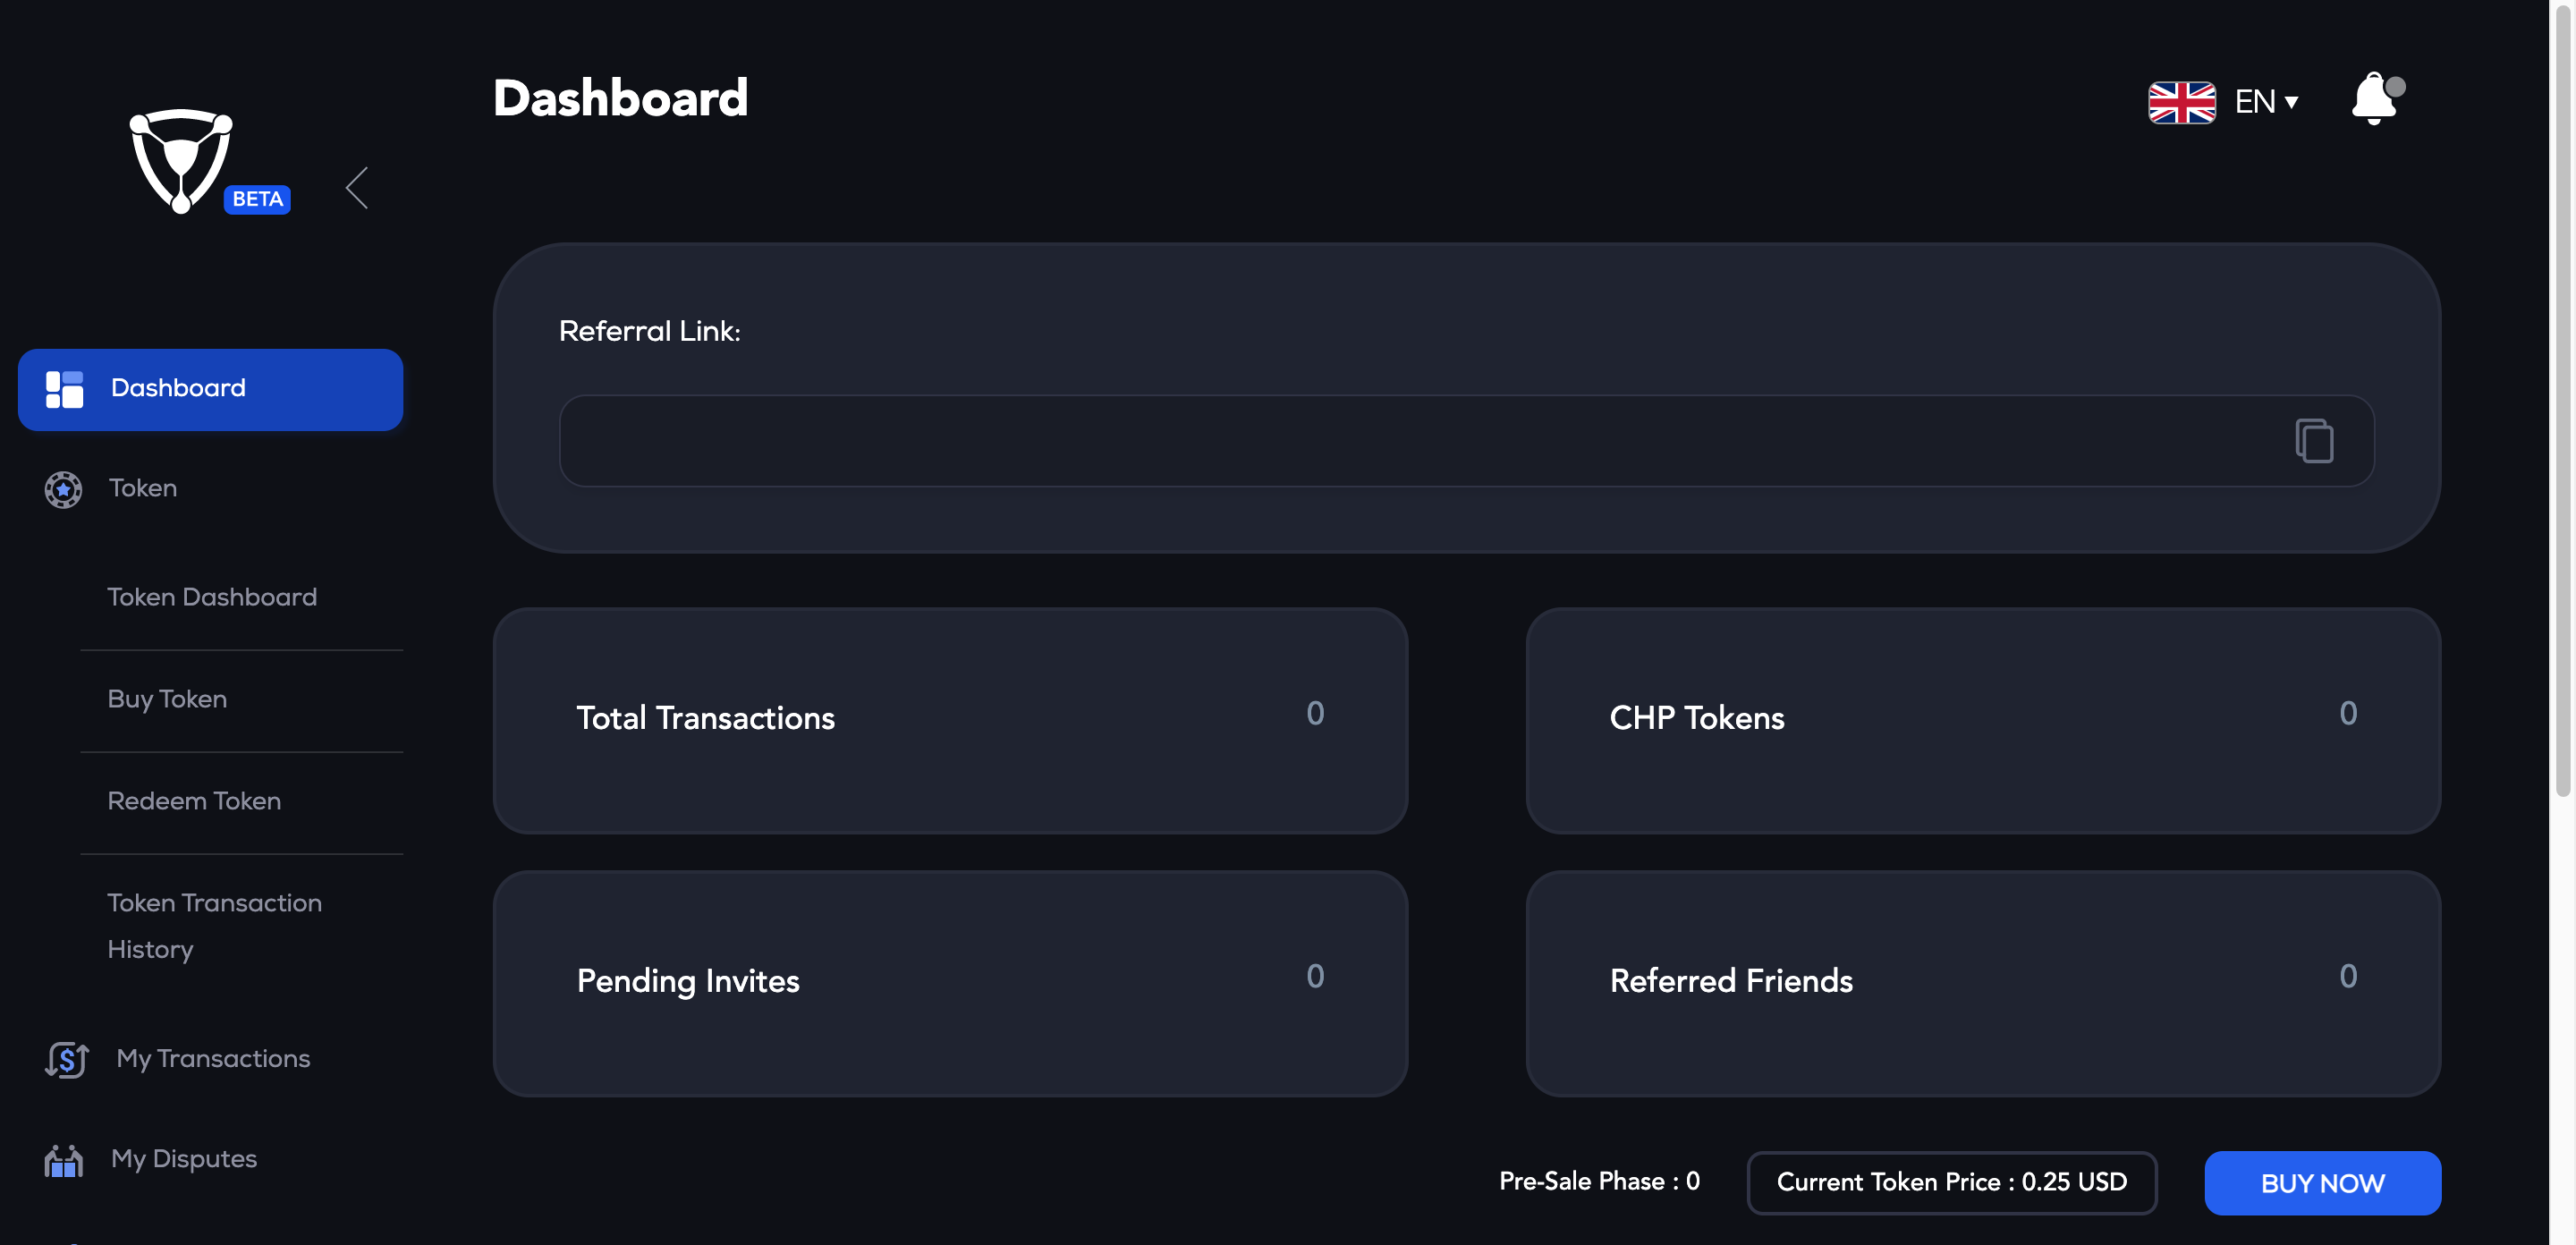 BETA
Dashboard
Token
Token Dashboard
Buy Token
Redeem Token
Token Transaction
History
My Transactions
My Disputes
Dashboard
EN
Referral Link:
Total Transactions 0
CHP Tokens 0
Pending Invites 0
Referred Friends 0
Pre-Sale Phase : 0
Current Token Price : 0.25 USD
BUY NOW